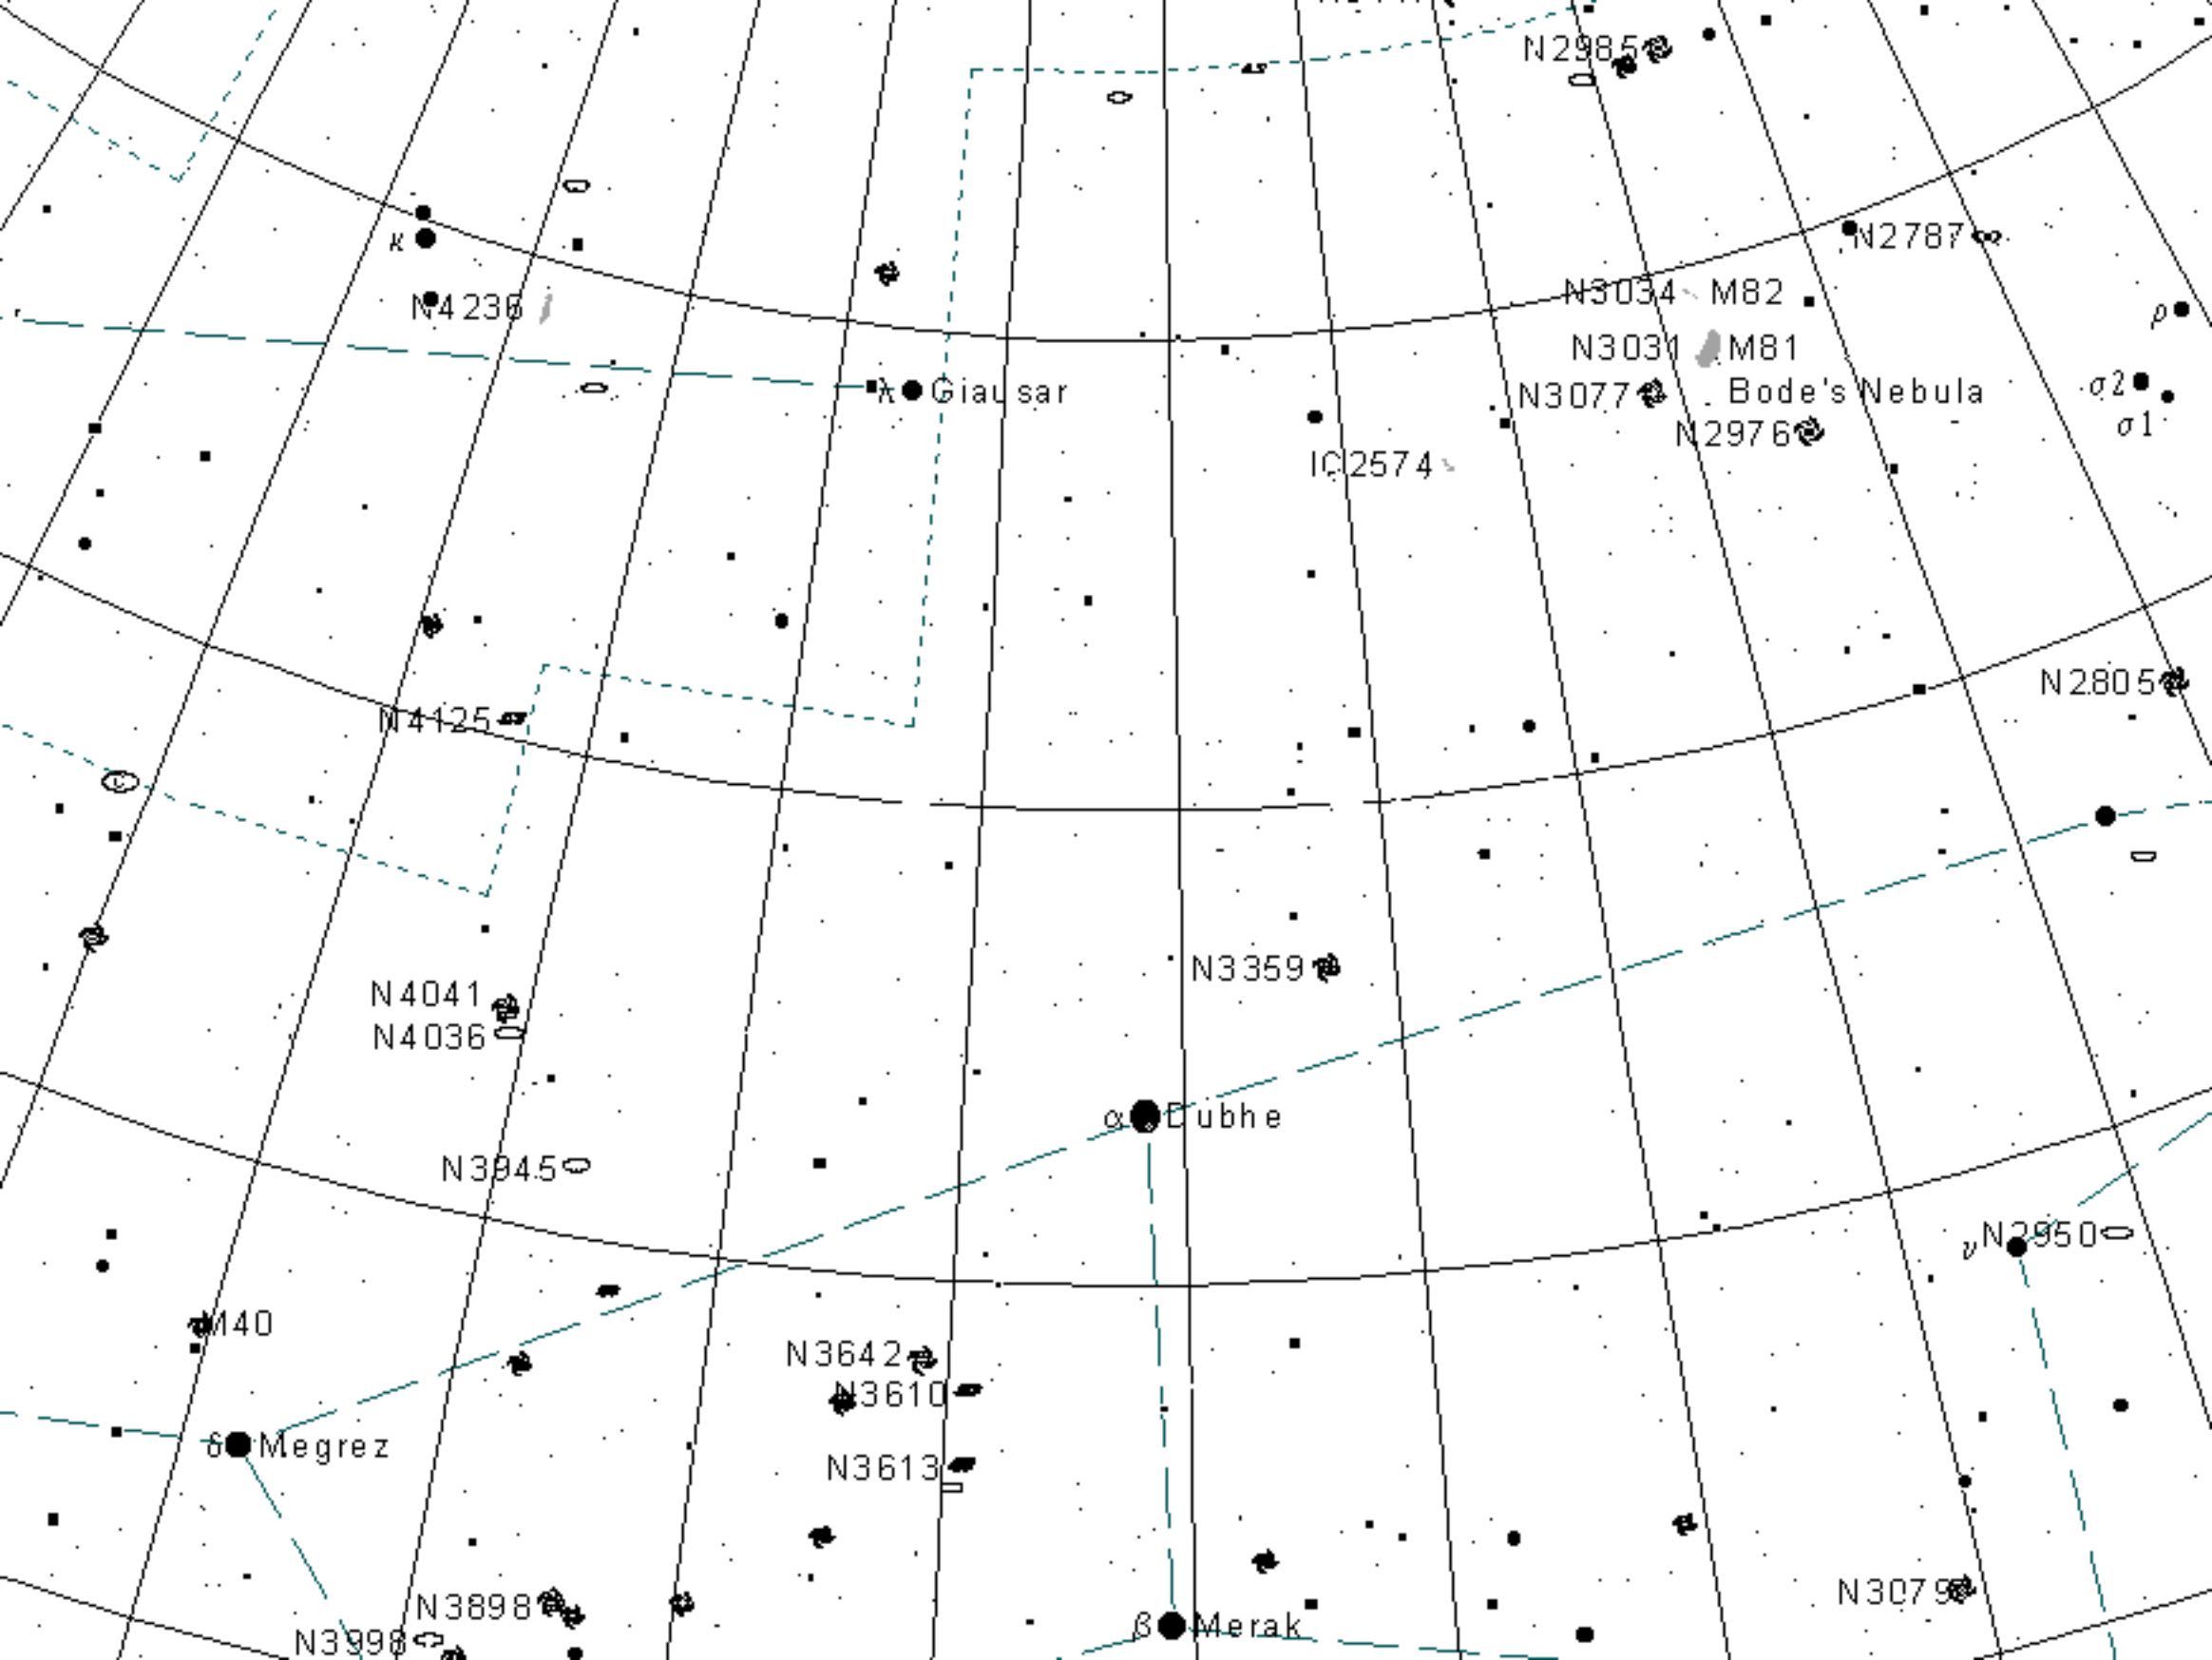 N2985
κ
N2787
N4236
N3034 M82
ρ
N3031 M81
λ Giausar
N3077
Bode's Nebula
σ2
σ1
N2976
IC2574
N2805
N4125
N3359
N4041
N4036
α Dubhe
N3945
ν N2950
M40
N3642
N3610
δ Megrez
N3613
N3079
N3898
β Merak
N3998